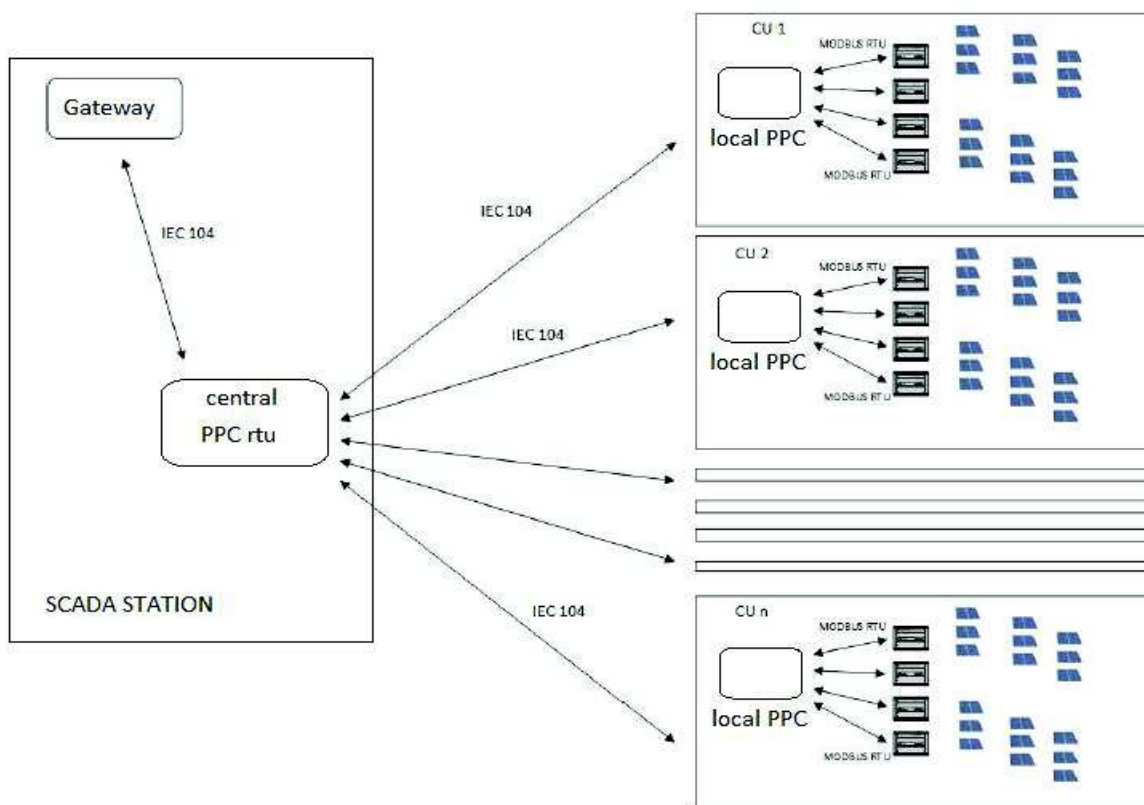 Gateway
IEC 104
central
PPC rtu
SCADA STATION
IEC 104
IEC 104
IEC 104
CU 1
MODBUS RTU
local PPC
MODBUS RTU
CU 2
MODBUS RTU
local PPC
MODBUS RTU
CU n
MODBUS RTU
local PPC
MODBUS RTU